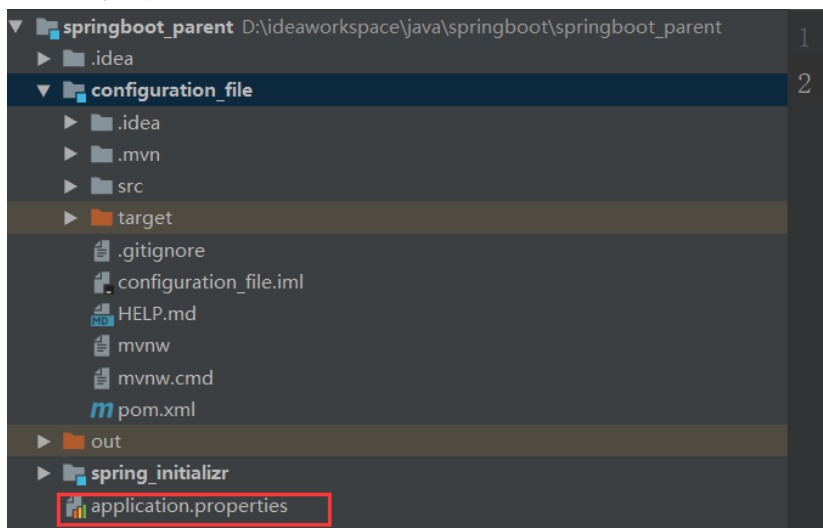 springboot_parent D:\ideaworkspace\java\springboot\springboot_parent
1
.idea
configuration_file
2
.idea
.mvn
src
target
.gitignore
configuration_file.iml
MD HELP.md
mvnw
mvnw.cmd
m pom.xml
out
spring_initializr
application.properties